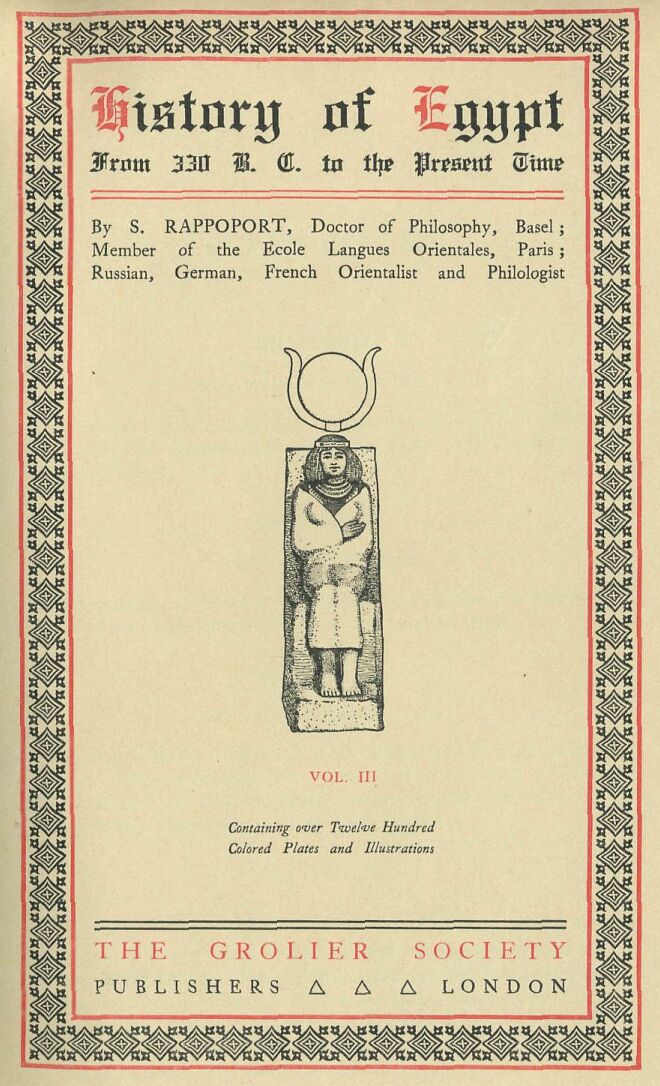 History of Egypt
From 330 B. C. to the Present Time
By S. RAPPOPORT, Doctor of Philosophy, Basel;
Member of the Ecole Langues Orientales, Paris;
Russian, German, French Orientalist and Philologist
VOL. III
Containing over Twelve Hundred
Colored Plates and Illustrations
THE GROLIER SOCIETY
PUBLISHERS △ △ △ LONDON